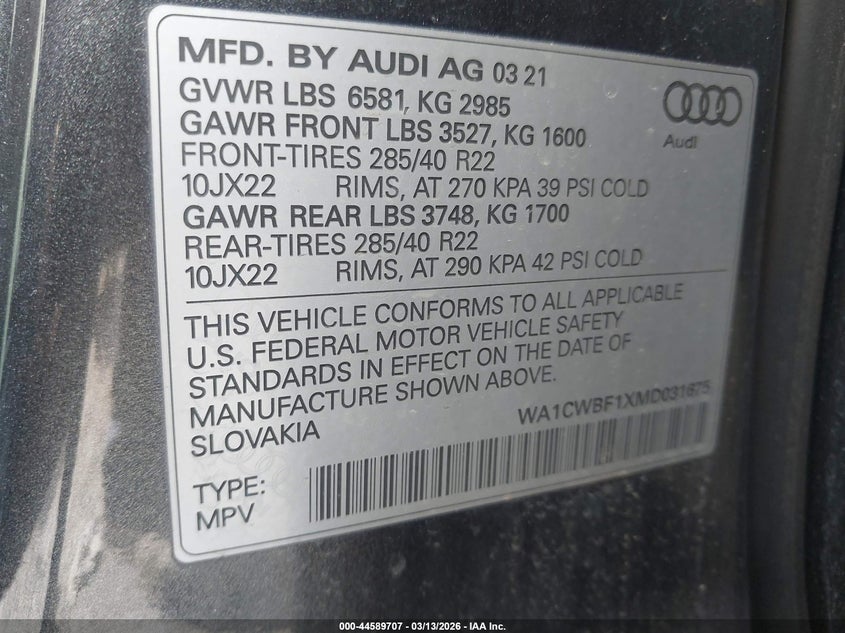 MFD. BY AUDI AG 03 21
GVWR LBS 6581, KG 2985
GAWR FRONT LBS 3527, KG 1600
FRONT-TIRES 285/40 R22
10JX22 RIMS, AT 270 KPA 39 PSI COLD
GAWR REAR LBS 3748, KG 1700
REAR-TIRES 285/40 R22
10JX22 RIMS, AT 290 KPA 42 PSI COLD
Audi
THIS VEHICLE CONFORMS TO ALL APPLICABLE
U.S. FEDERAL MOTOR VEHICLE SAFETY
STANDARDS IN EFFECT ON THE DATE OF
MANUFACTURE SHOWN ABOVE.
SLOVAKIA
WA1CWBF1XMD031675
TYPE:
MPV
000-44589707 - 03/13/2026 - IAA Inc.